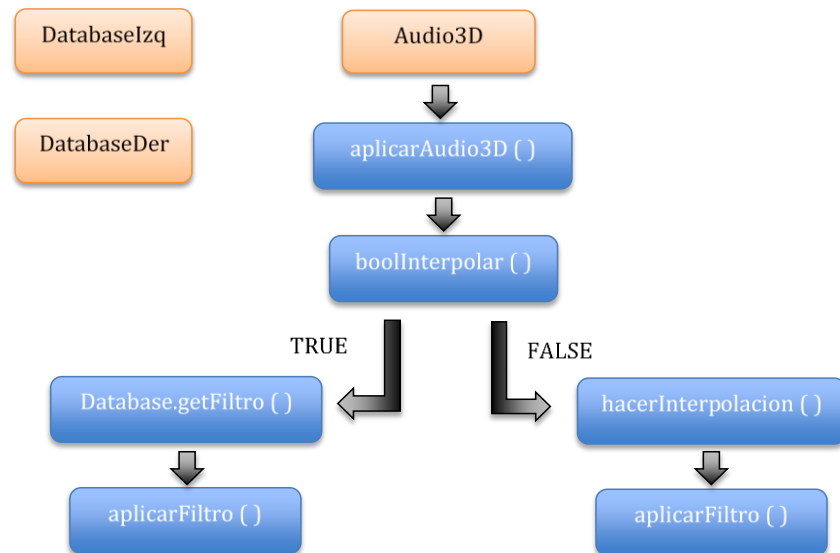 DatabaseIzq
Audio3D
DatabaseDer
aplicarAudio3D ( )
boolInterpolar ( )
TRUE
FALSE
Database.getFiltro ( )
hacerInterpolacion ( )
aplicarFiltro ( )
aplicarFiltro ( )